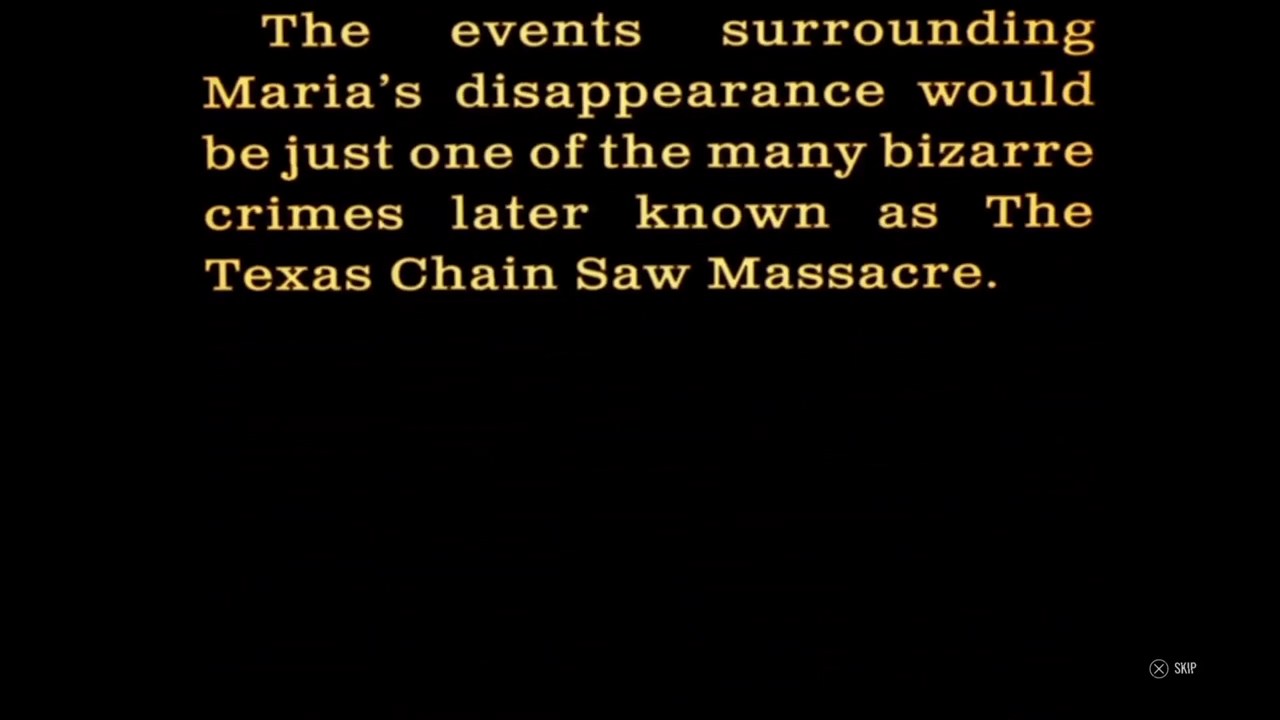 The events surrounding
Maria’s disappearance would
be just one of the many bizarre
crimes later known as The
Texas Chain Saw Massacre.
SKIP